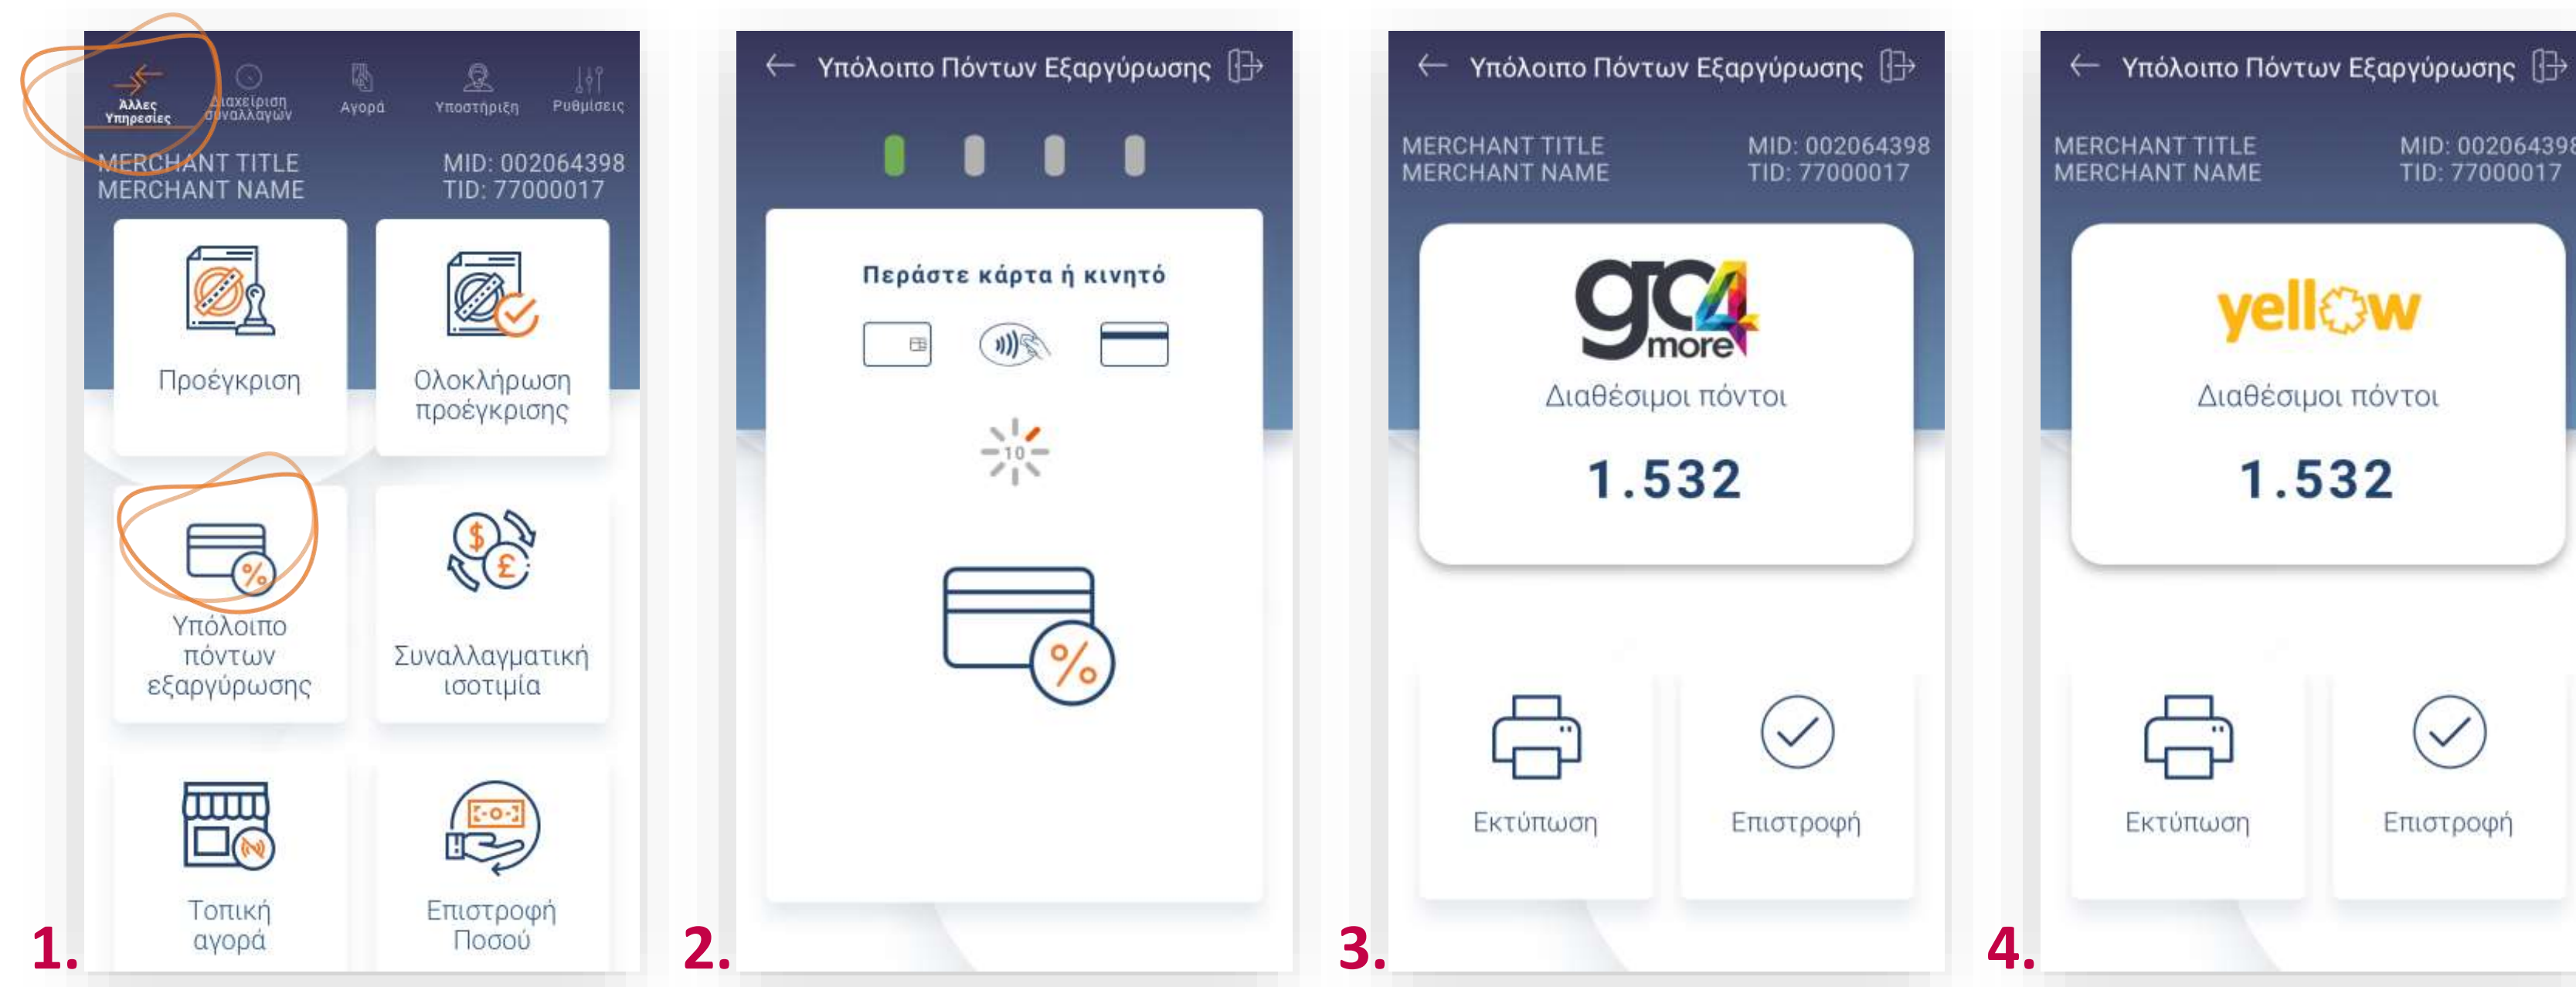 Άλλες
Υπηρεσίες
Διαχείριση
συναλλαγών
Αγορά
Υποστήριξη
Ρυθμίσεις
MERCHANT TITLE
MERCHANT NAME
MID: 002064398
TID: 77000017
Προέγκριση
Ολοκλήρωση
προέγκρισης
Υπόλοιπο
πόντων
εξαργύρωσης
$
£
%
Συναλλαγματική
ισοτιμία
Τοπική
αγορά
Επιστροφή
Ποσού
1.
Υπόλοιπο Πόντων Εξαργύρωσης
Περάστε κάρτα ή κινητό
10
%
2.
Υπόλοιπο Πόντων Εξαργύρωσης
MERCHANT TITLE
MERCHANT NAME
MID: 002064398
TID: 77000017
gc4
more
Διαθέσιμοι πόντοι
1.532
Εκτύπωση
Επιστροφή
3.
Υπόλοιπο Πόντων Εξαργύρωσης
MERCHANT TITLE
MERCHANT NAME
MID: 002064398
TID: 77000017
yellow
Διαθέσιμοι πόντοι
1.532
Εκτύπωση
Επιστροφή
4.